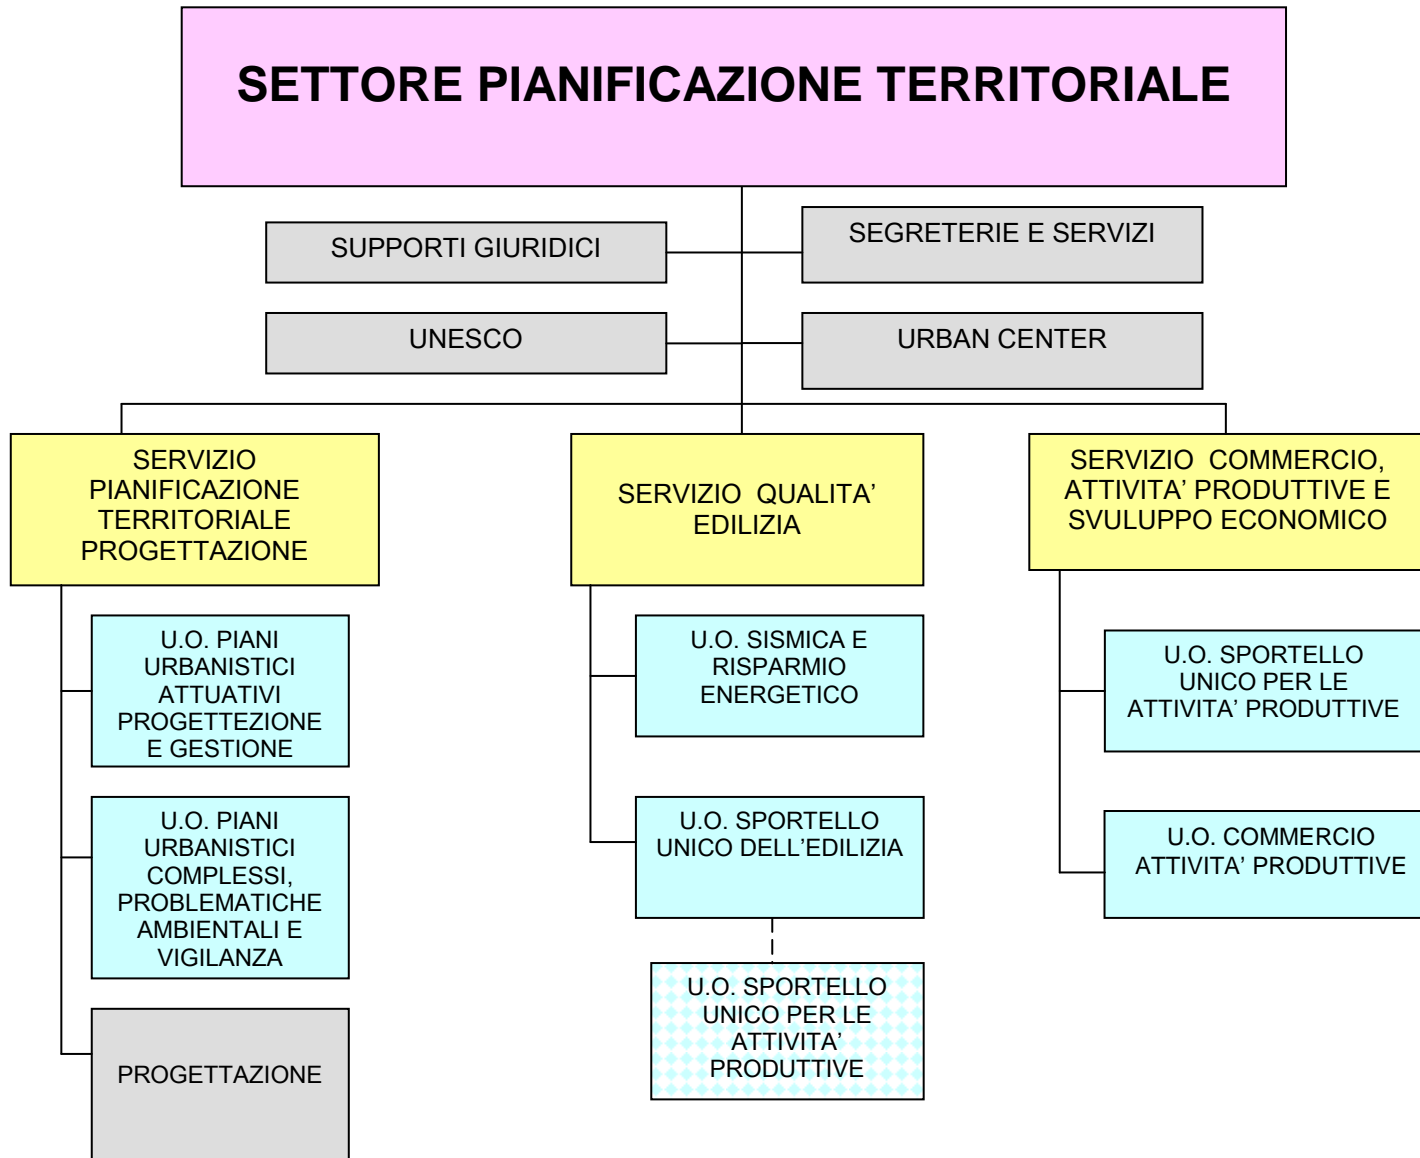 SETTORE PIANIFICAZIONE TERRITORIALE
SUPPORTI GIURIDICI
SEGRETERIE E SERVIZI
UNESCO
URBAN CENTER
SERVIZIO
PIANIFICAZIONE
TERRITORIALE
PROGETTAZIONE
SERVIZIO QUALITA’
EDILIZIA
SERVIZIO COMMERCIO,
ATTIVITA’ PRODUTTIVE E
SVULUPPO ECONOMICO
U.O. PIANI
URBANISTICI
ATTUATIVI
PROGETTEZIONE
E GESTIONE
U.O. PIANI
URBANISTICI
COMPLESSI,
PROBLEMATICHE
AMBIENTALI E
VIGILANZA
PROGETTAZIONE
U.O. SISMICA E
RISPARMIO
ENERGETICO
U.O. SPORTELLO
UNICO DELL’EDILIZIA
U.O. SPORTELLO
UNICO PER LE
ATTIVITA’
PRODUTTIVE
U.O. SPORTELLO
UNICO PER LE
ATTIVITA’ PRODUTTIVE
U.O. COMMERCIO
ATTIVITA’ PRODUTTIVE